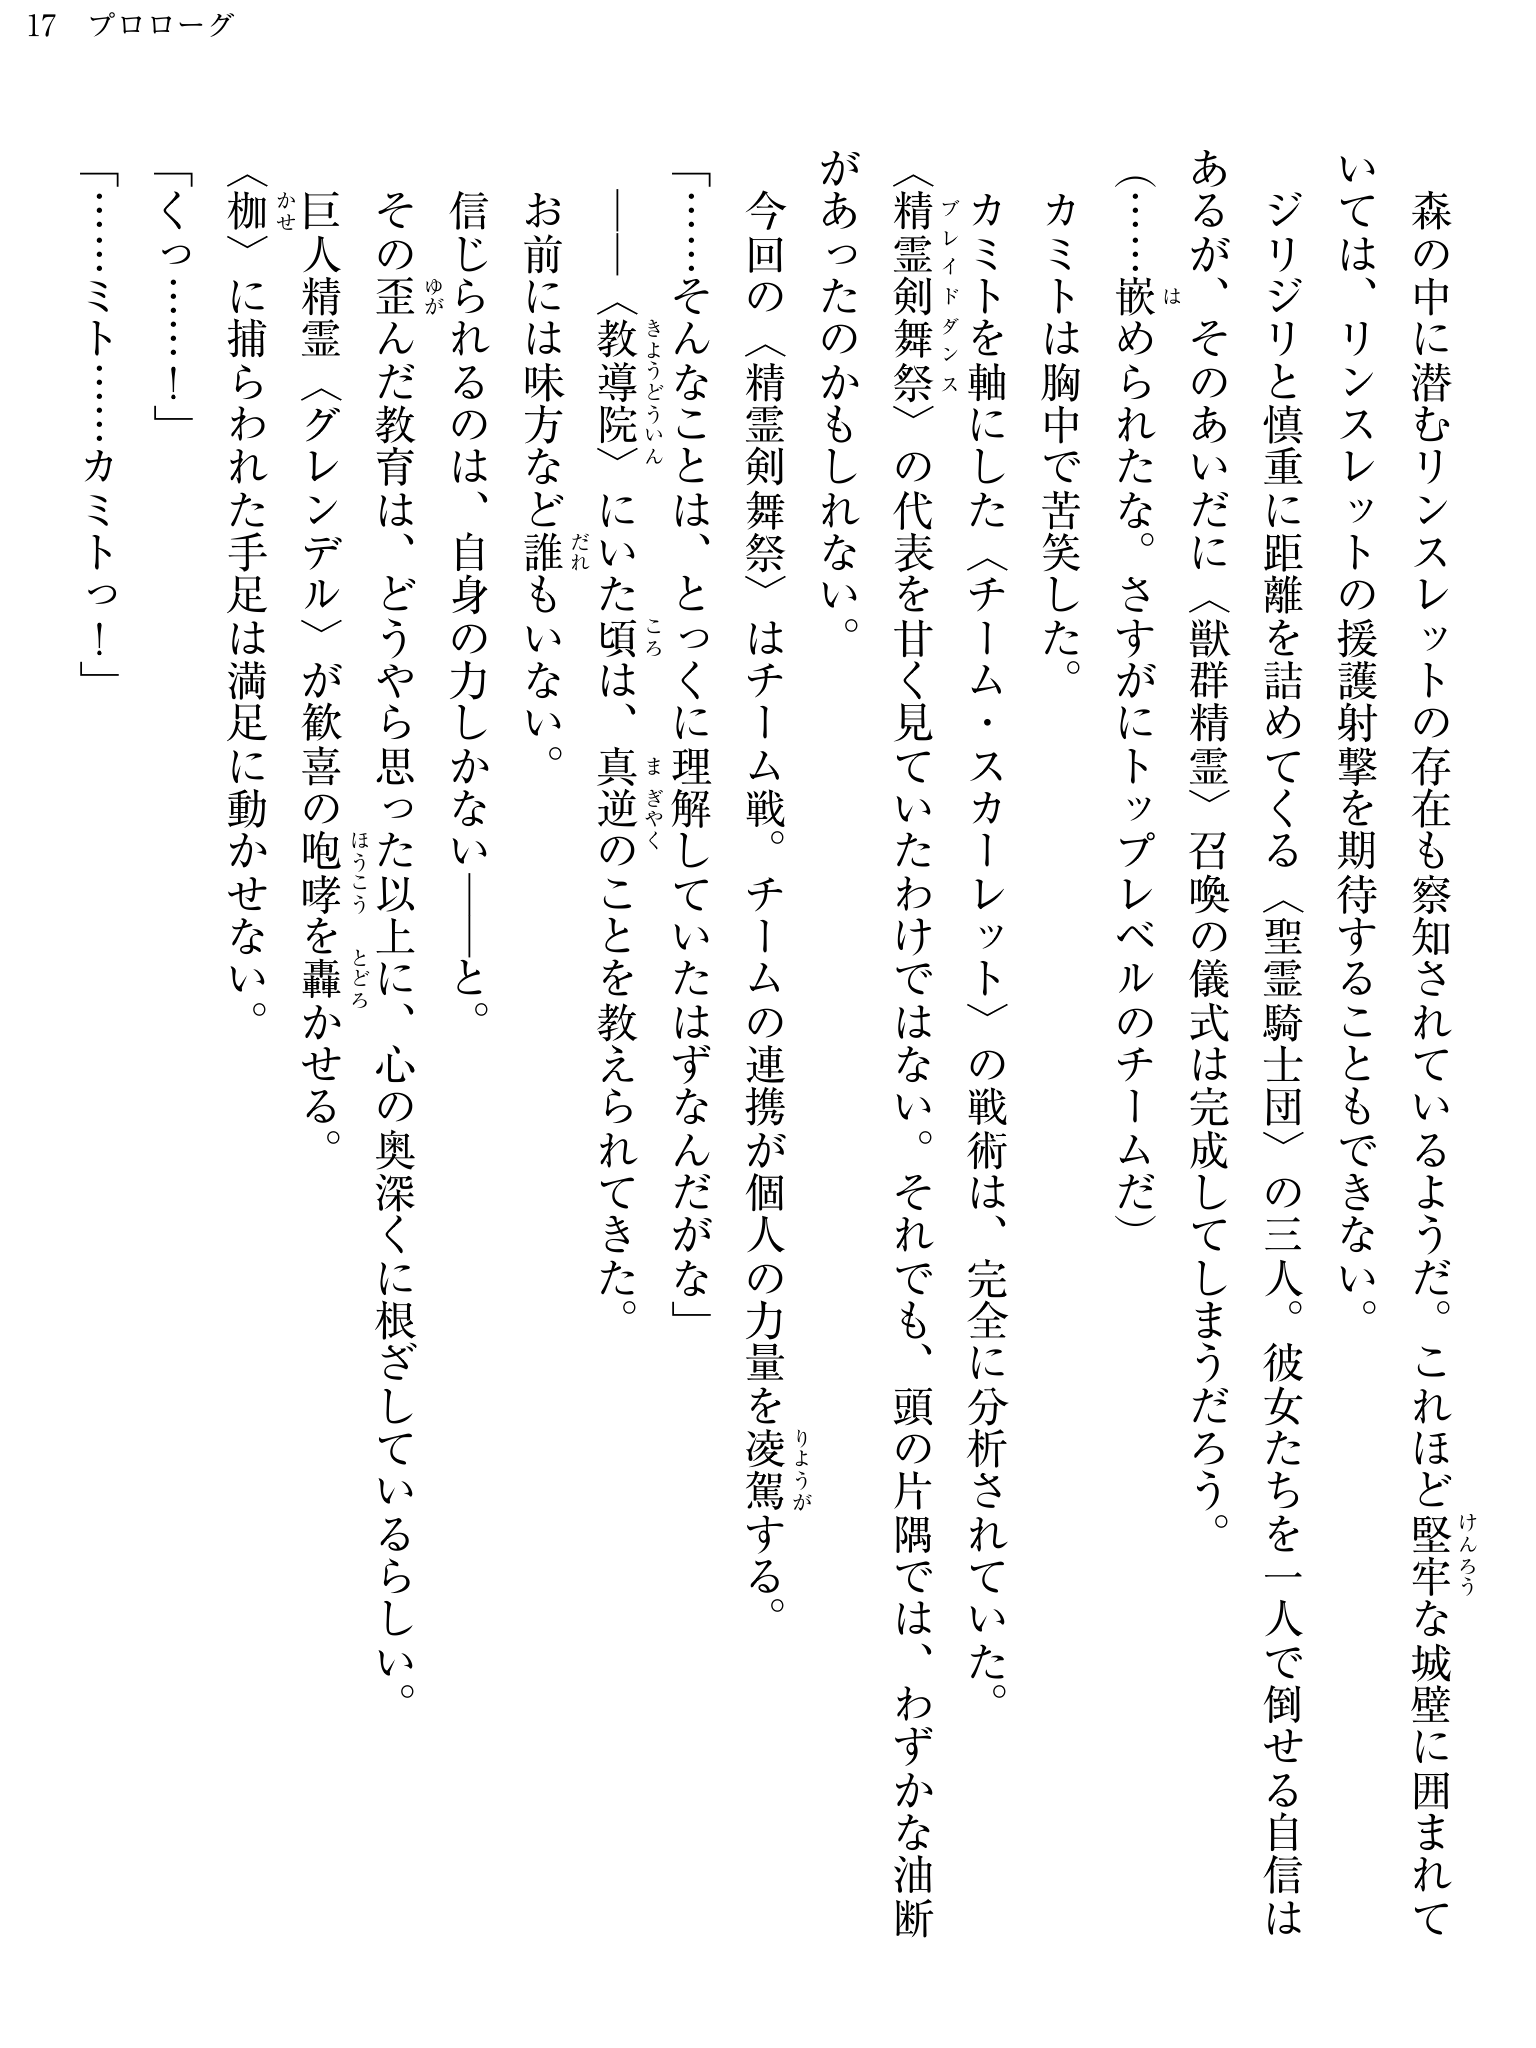 17 プロローグ
森の中に潜むリンスレットの存在も察知されているようだ。これほど堅牢な城壁に囲まれて
いては、リンスレットの援護射撃を期待することもできない。
ジリジリと慎重に距離を詰めてくる〈聖霊騎士団〉の三人。彼女たちを一人で倒せる自信は
あるが、そのあいだに〈獣群精霊〉召喚の儀式は完成してしまうだろう。
(……嵌められたな。さすがにトップレベルのチームだ)
カミトは胸中で苦笑した。
カミトを軸にした〈チーム・スカーレット〉の戦術は、完全に分析されていた。
〈精霊剣舞祭〉の代表を甘く見ていたわけではない。それでも、頭の片隅では、わずかな油断
があったのかもしれない。
今回の〈精霊剣舞祭〉はチーム戦。チームの連携が個人の力量を凌駕する。
「……そんなことは、とっくに理解していたはずなんだがな」
――〈教導院〉にいた頃は、真逆のことを教えられてきた。
お前には味方など誰もいない。
信じられるのは、自身の力しかない――と。
その歪んだ教育は、どうやら思った以上に、心の奥深くに根ざしているらしい。
巨人精霊〈グレンデル〉が歓喜の咆哮を轟かせる。
〈枷〉に捕らわれた手足は満足に動かせない。
「くっ……！」
「……ミト……カミトっ！」